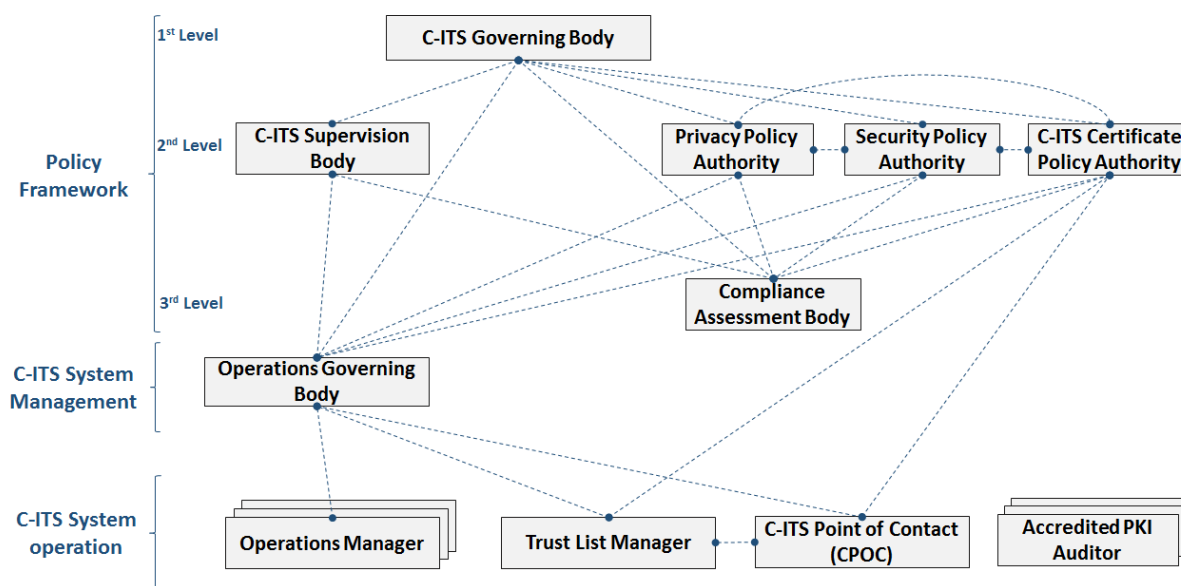 1st Level
C-ITS Governing Body
2nd Level
C-ITS Supervision
Body
Privacy Policy
Authority
Security Policy
Authority
C-ITS Certificate
Policy Authority
Policy
Framework
3rd Level
Compliance
Assessment Body
C-ITS System
Management
Operations Governing
Body
C-ITS System
operation
Operations Manager
Trust List Manager
C-ITS Point of Contact
(CPOC)
Accredited PKI
Auditor